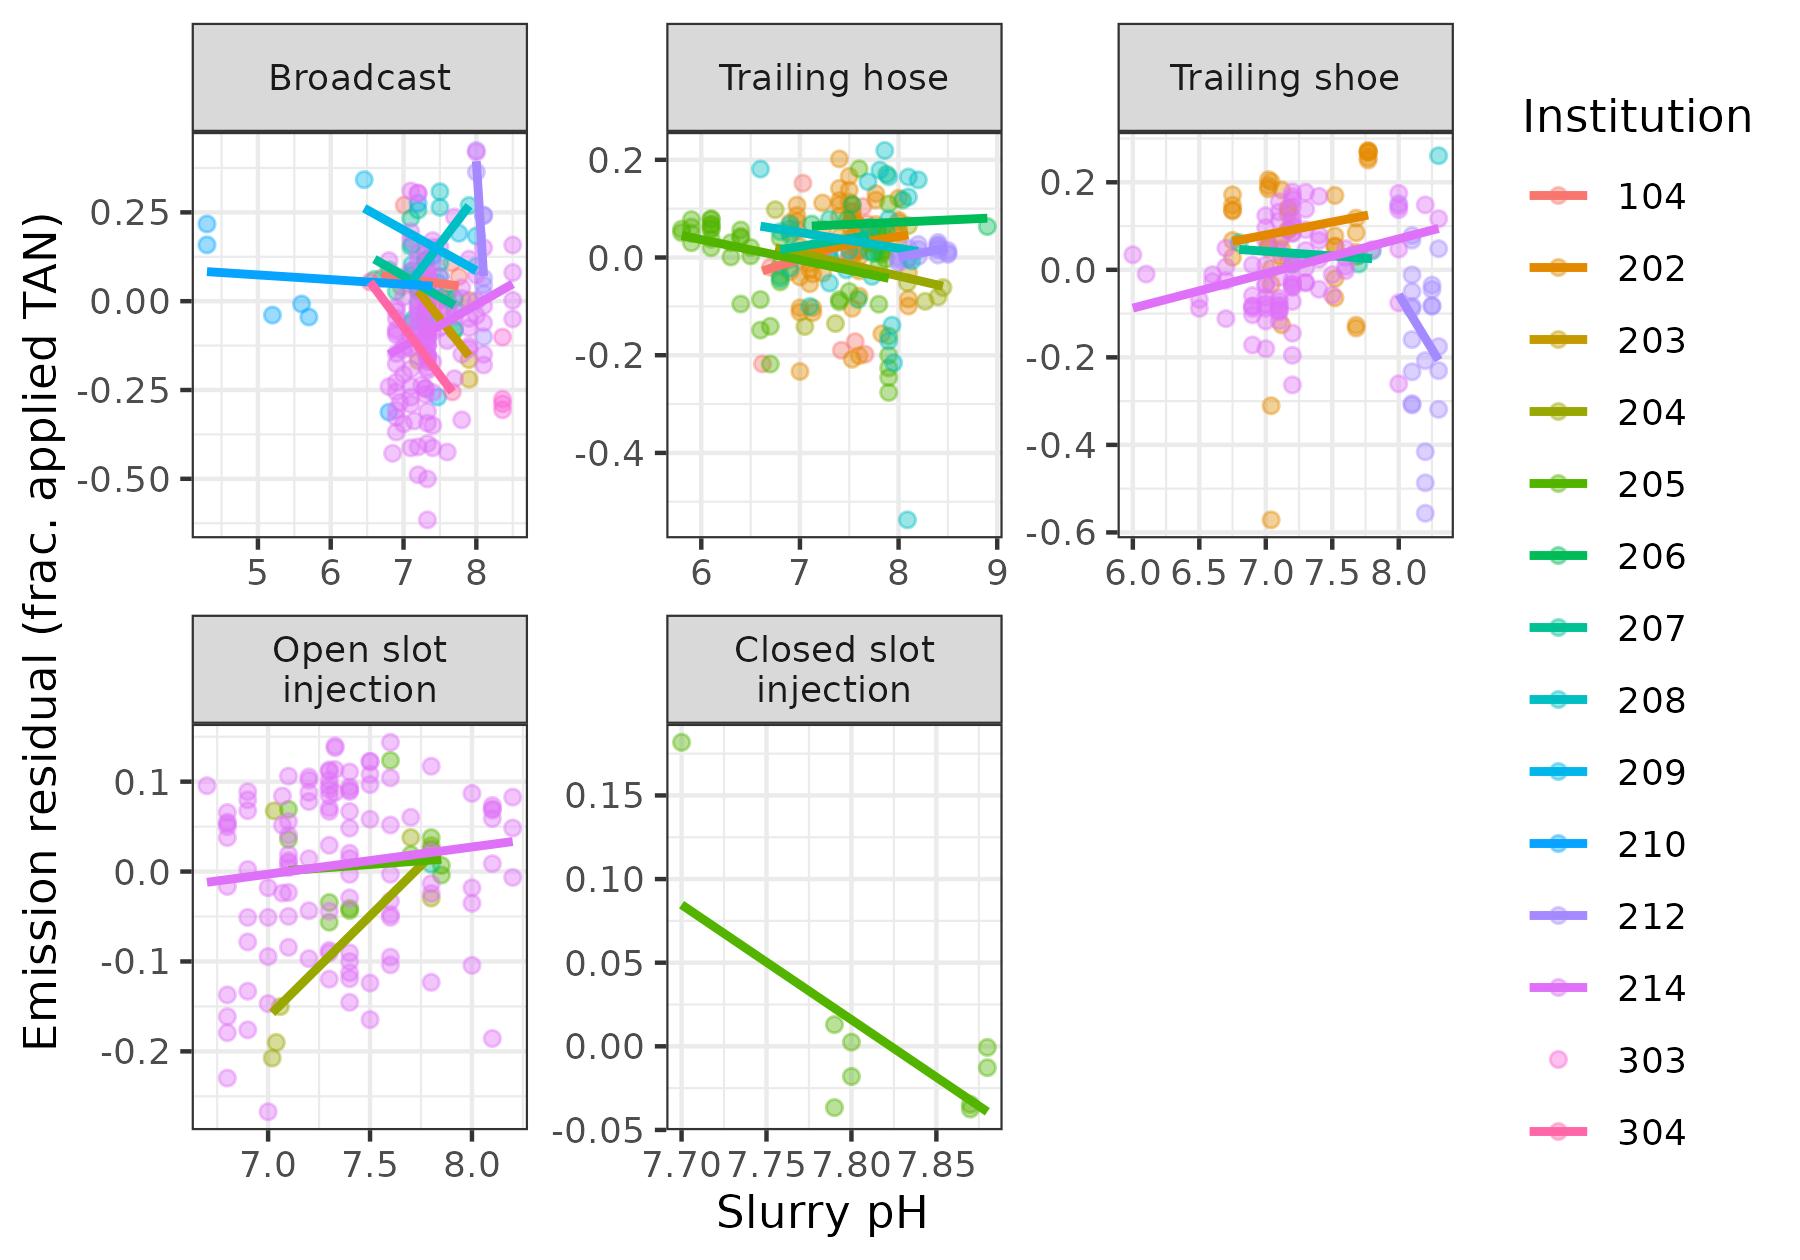 Broadcast
Trailing hose
Trailing shoe
0.25
0.00
-0.25
-0.50
5 6 7 8
0.2
0.0
-0.2
-0.4
6 7 8 9
0.2
0.0
-0.2
-0.4
-0.6
6.0 6.5 7.0 7.5 8.0
Open slot
injection
Closed slot
injection
0.1
0.0
-0.1
-0.2
7.0 7.5 8.0
0.15
0.10
0.05
0.00
-0.05
7.70 7.75 7.80 7.85
Slurry pH
Emission residual (frac. applied TAN)
Institution
104
202
203
204
205
206
207
208
209
210
212
214
303
304